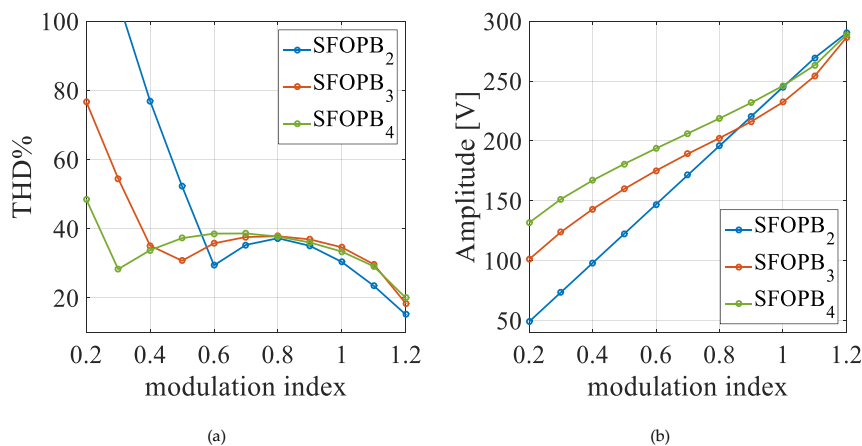 100
80
60
40
20
THD%
0.2 0.4 0.6 0.8 1 1.2
modulation index
SFOPB2
SFOPB3
SFOPB4
(a)
300
250
200
150
100
50
Amplitude [V]
0.2 0.4 0.6 0.8 1 1.2
modulation index
SFOPB2
SFOPB3
SFOPB4
(b)